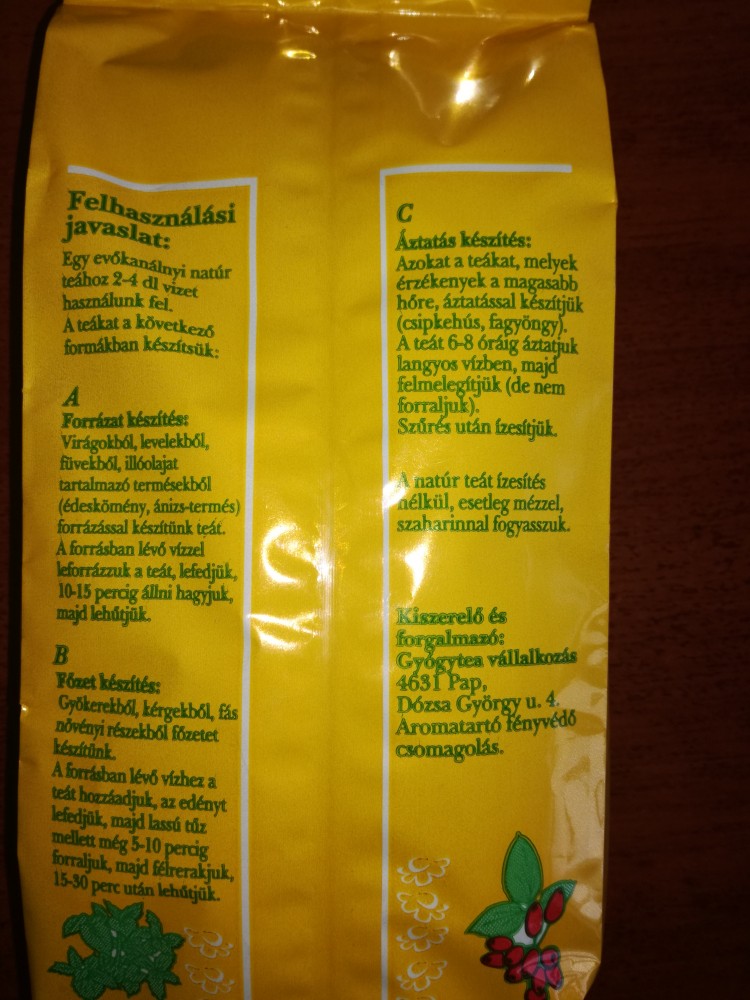 Felhasználási
javaslat:
Egy evőkanálnyi natúr
teához 2-4 dl vizet
használunk fel.
A teákat a következő
formákban készítsük:
A
Forrázat készítés:
Virágokból, levelekből,
füvekből, illóolajat
tartalmazó termésekből
(édeskömény, ánizs-termés)
forrázással készítünk teát.
A forrásban lévő vízzel
leforrázzuk a teát, lefedjük,
10-15 percig állni hagyjuk,
majd lehűtjük.
B
Főzet készítés:
Gyökerekből, kérgekből, fás
növényi részekből főzetet
készítünk.
A forrásban lévő vízhez a
teát hozzáadjuk, az edényt
lefedjük, majd lassú tűz
mellett még 5-10 percig
forraljuk, majd félrerakjuk,
15-30 perc után lehűtjük.
C
Áztatás készítés:
Azokat a teákat, melyek
érzékenyek a magasabb
hőre, áztatással készítjük
(csipkehús, fagyöngy).
A teát 6-8 óráig áztatjuk
langyos vízben, majd
felmelegítjük (de nem
forraljuk).
Szűrés után ízesítjük.
A natúr teát ízesítés
nélkül, esetleg mézzel,
szaharinnal fogyasszuk.
Kiszerelő és
forgalmazó:
Gyógytea vállalkozás
4631 Pap,
Dózsa György u. 4.
Aromatartó fényvédő
csomagolás.